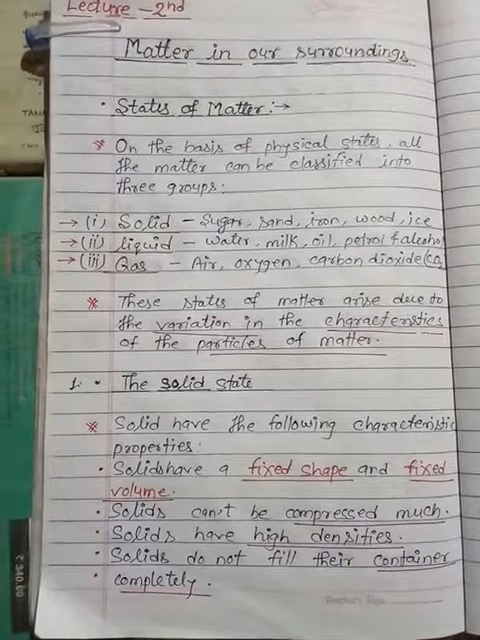 Lecture -2nd
Matter in our surroundings
• States of Matter:→
* On the basis of physical states, all
the matter can be classified into
three groups:
→ (i) Solid - Sugar, sand, iron, wood, ice
→ (ii) liquid - water, milk, oil, petrol & alcohol
→ (iii) Gas - Air, oxygen, carbon dioxide (CO2
* These states of matter arise due to
the variation in the characteristics
of the particles of matter.
1. • The solid state
* Solid have the following characteristic
properties:
• Solids have a fixed shape and fixed
volume.
• Solids can't be compressed much.
• Solids have high densities.
• Solids do not fill their container
• completely.
₹ 340.00